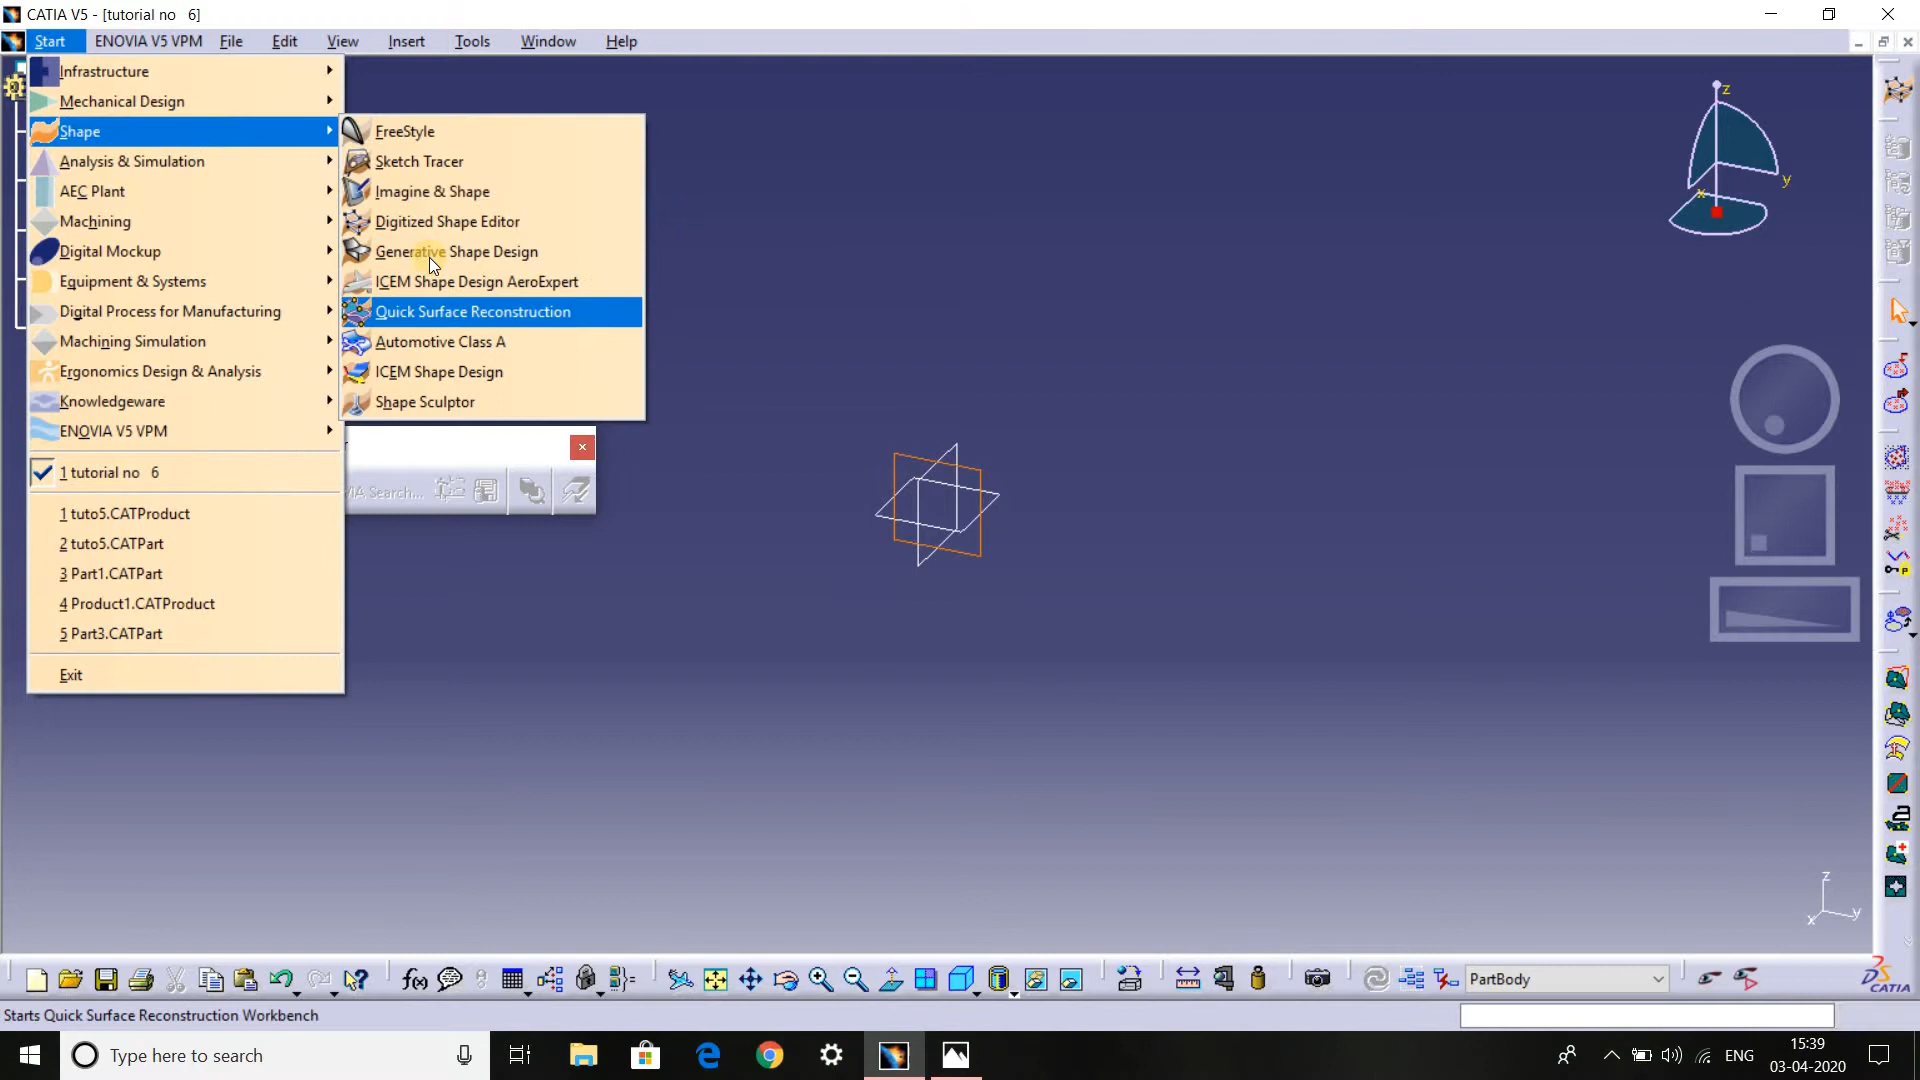 CATIA V5 - [tutorial no   6]
Start ENOVIA V5 VPM File Edit View Insert Tools Window Help
Infrastructure
Mechanical Design
Shape
Analysis & Simulation
AEC Plant
Machining
Digital Mockup
Equipment & Systems
Digital Process for Manufacturing
Machining Simulation
Ergonomics Design & Analysis
Knowledgeware
ENOVIA V5 VPM
1 tutorial no   6
1 tuto5.CATProduct
2 tuto5.CATPart
3 Part1.CATPart
4 Product1.CATProduct
5 Part3.CATPart
Exit
FreeStyle
Sketch Tracer
Imagine & Shape
Digitized Shape Editor
Generative Shape Design
ICEM Shape Design AeroExpert
Quick Surface Reconstruction
Automotive Class A
ICEM Shape Design
Shape Sculptor
Search...
z
y
x
z
x y
P
f(x)
PartBody
CATIA
Starts Quick Surface Reconstruction Workbench
Type here to search
ENG
15:39
03-04-2020